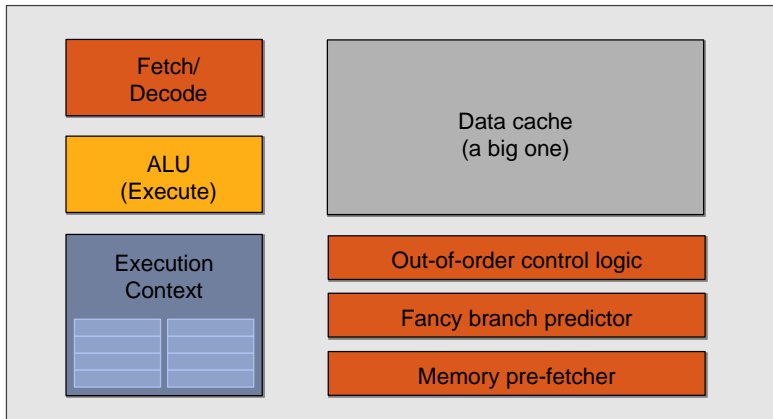 Fetch/
Decode
ALU
(Execute)
Execution
Context
Data cache
(a big one)
Out-of-order control logic
Fancy branch predictor
Memory pre-fetcher